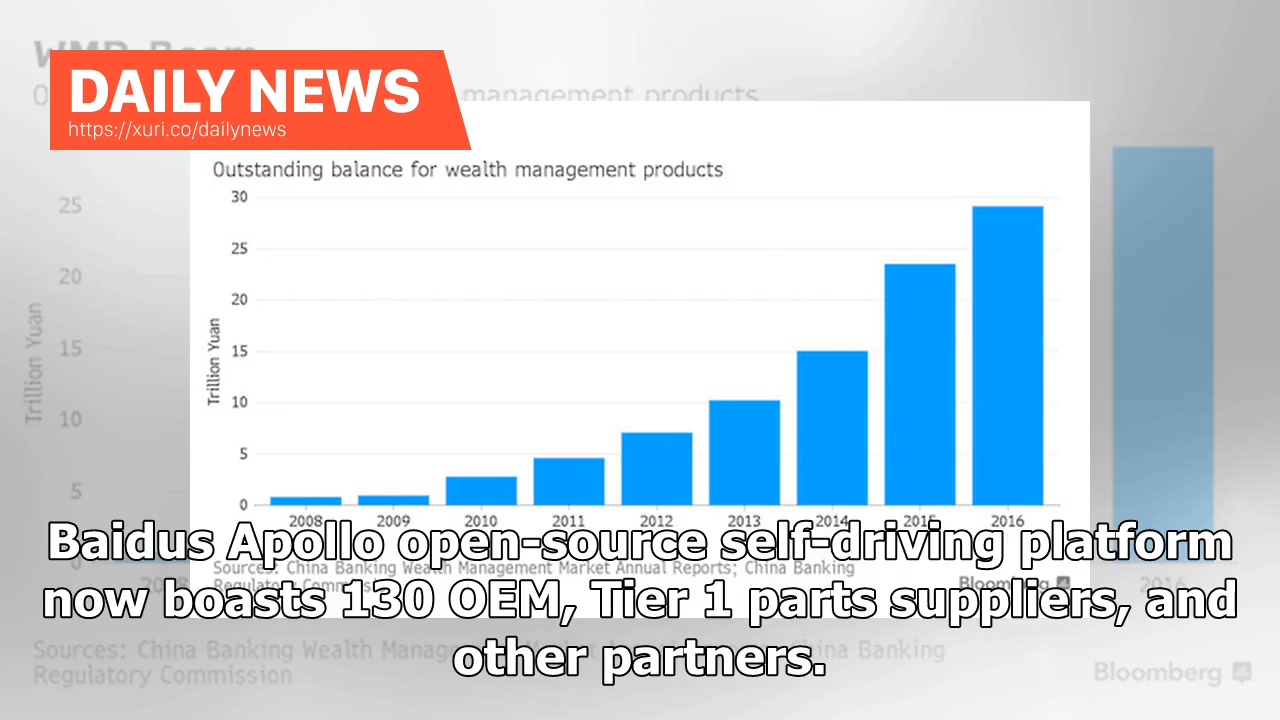 DAILY NEWS
https://xuri.co/dailynews
management products
Outstanding balance for wealth management products
30
25
20
15
10
5
0
Trillion Yuan
2008
2009
2010
2011
2012
2013
2014
2015
2016
Sources: China Banking Wealth Management Market Annual Reports; China Banking
Regulatory Commission
Bloomberg
25
20
15
10
5
0
Trillion Yuan
2016
Baidus Apollo open-source self-driving platform
now boasts 130 OEM, Tier 1 parts suppliers, and
other partners.
Sources: China Banking Wealth China Banking
Regulatory Commission
Bloomberg